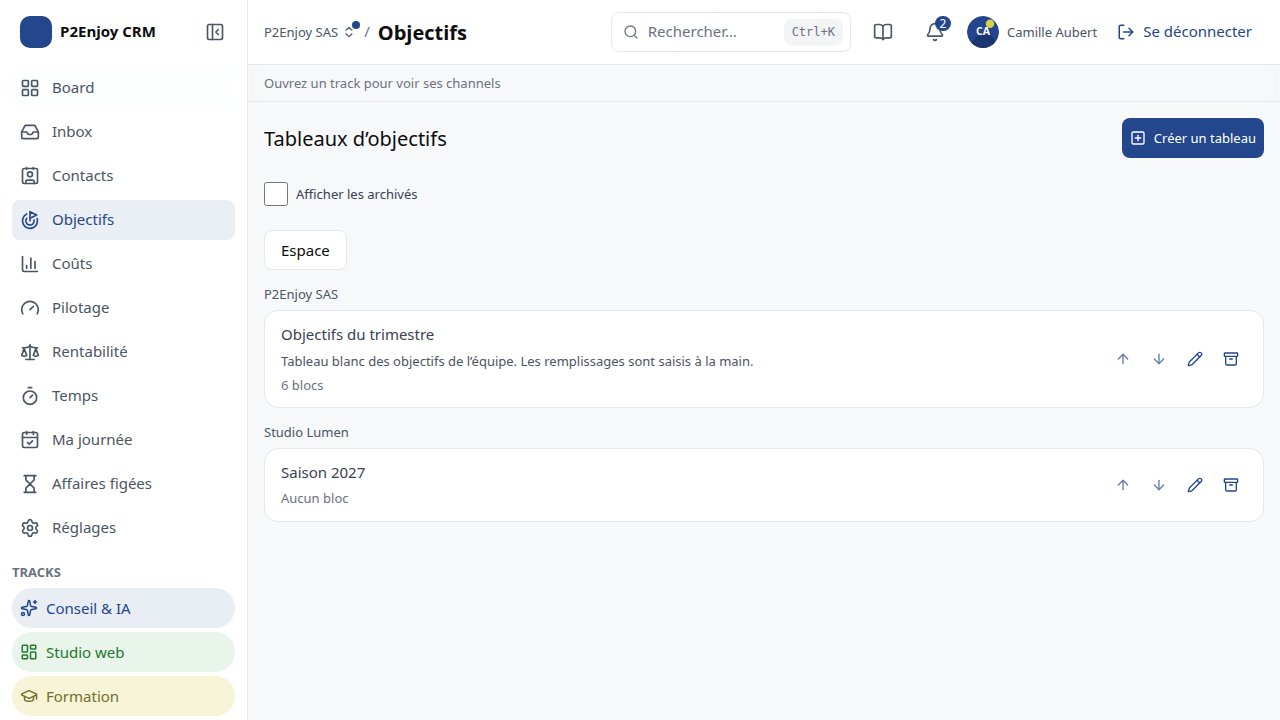 P2Enjoy CRM
P2Enjoy SAS / Objectifs
Rechercher... Ctrl+K
2
CA
Camille Aubert
Se déconnecter
Board
Inbox
Contacts
Objectifs
Coûts
Pilotage
Rentabilité
Temps
Ma journée
Affaires figées
Réglages
TRACKS
Conseil & IA
Studio web
Formation
Ouvrez un track pour voir ses channels
Tableaux d’objectifs
Créer un tableau
Afficher les archivés
Espace
P2Enjoy SAS
Objectifs du trimestre
Tableau blanc des objectifs de l’équipe. Les remplissages sont saisis à la main.
6 blocs
Studio Lumen
Saison 2027
Aucun bloc